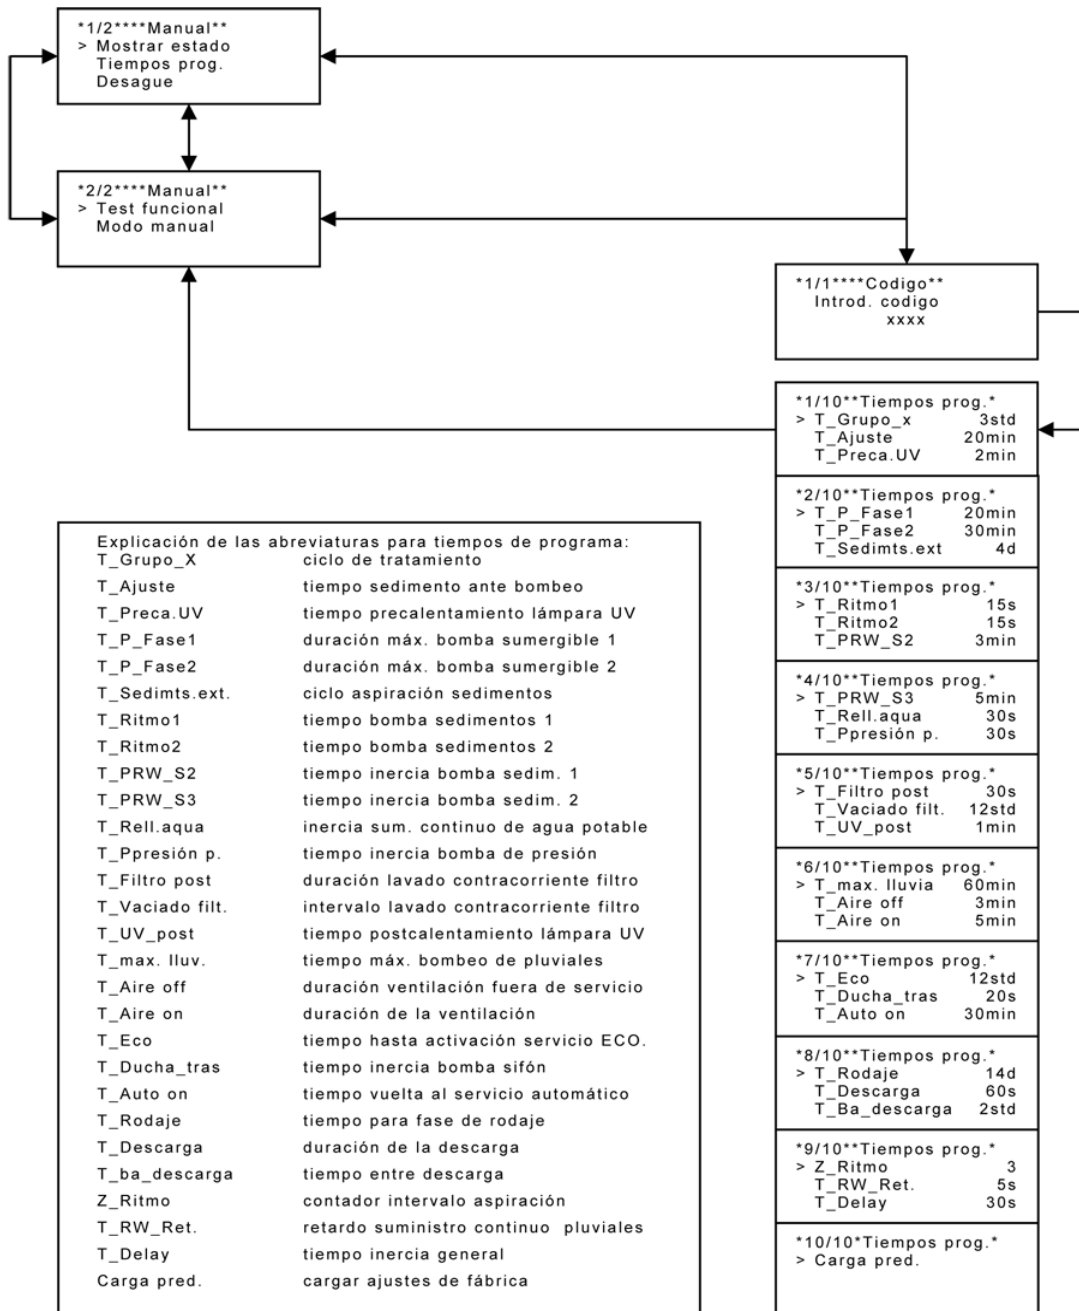 *1/2****Manual**
> Mostrar estado
Tiempos prog.
Desague
*2/2****Manual**
> Test funcional
Modo manual
*1/1****Codigo**
Introd. codigo
xxxx
*1/10**Tiempos prog.*
> T_Grupo_x 3std
T_Ajuste 20min
T_Preca.UV 2min
*2/10**Tiempos prog.*
> T_P_Fase1 20min
T_P_Fase2 30min
T_Sedimts.ext 4d
*3/10**Tiempos prog.*
> T_Ritmo1 15s
T_Ritmo2 15s
T_PRW_S2 3min
*4/10**Tiempos prog.*
> T_PRW_S3 5min
T_Rell.aqua 30s
T_Ppresión p. 30s
*5/10**Tiempos prog.*
> T_Filtro post 30s
T_Vaciado filt. 12std
T_UV_post 1min
*6/10**Tiempos prog.*
> T_max. lluvia 60min
T_Aire off 3min
T_Aire on 5min
*7/10**Tiempos prog.*
> T_Eco 12std
T_Ducha_tras 20s
T_Auto on 30min
*8/10**Tiempos prog.*
> T_Rodaje 14d
T_Descarga 60s
T_Ba_descarga 2std
*9/10**Tiempos prog.*
> Z_Ritmo 3
T_RW_Ret. 5s
T_Delay 30s
*10/10*Tiempos prog.*
> Carga pred.
Explicación de las abreviaturas para tiempos de programa:
T_Grupo_X ciclo de tratamiento
T_Ajuste tiempo sedimento ante bombeo
T_Preca.UV tiempo precalentamiento lámpara UV
T_P_Fase1 duración máx. bomba sumergible 1
T_P_Fase2 duración máx. bomba sumergible 2
T_Sedimts.ext. ciclo aspiración sedimentos
T_Ritmo1 tiempo bomba sedimentos 1
T_Ritmo2 tiempo bomba sedimentos 2
T_PRW_S2 tiempo inercia bomba sedim. 1
T_PRW_S3 tiempo inercia bomba sedim. 2
T_Rell.aqua inercia sum. continuo de agua potable
T_Ppresión p. tiempo inercia bomba de presión
T_Filtro post duración lavado contracorriente filtro
T_Vaciado filt. intervalo lavado contracorriente filtro
T_UV_post tiempo postcalentamiento lámpara UV
T_max. lluv. tiempo máx. bombeo de pluviales
T_Aire off duración ventilación fuera de servicio
T_Aire on duración de la ventilación
T_Eco tiempo hasta activación servicio ECO.
T_Ducha_tras tiempo inercia bomba sifón
T_Auto on tiempo vuelta al servicio automático
T_Rodaje tiempo para fase de rodaje
T_Descarga duración de la descarga
T_ba_descarga tiempo entre descarga
Z_Ritmo contador intervalo aspiración
T_RW_Ret. retardo suministro continuo pluviales
T_Delay tiempo inercia general
Carga pred. cargar ajustes de fábrica